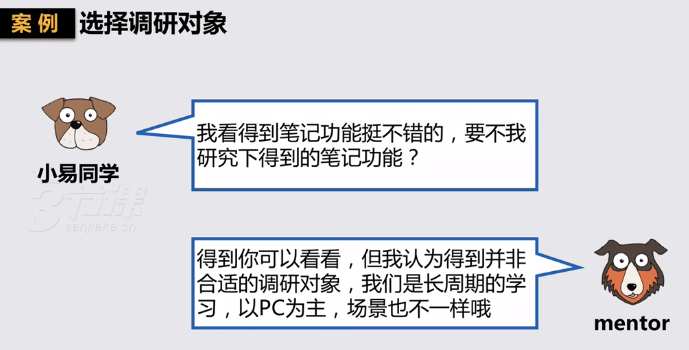 案例 选择调研对象
我看得到笔记功能挺不错的，要不我
研究下得到的笔记功能？
小易同学
3节课
sanjieke.cn
得到你可以看看，但我认为得到并非
合适的调研对象，我们是长周期的学
习，以PC为主，场景也不一样哦
mentor